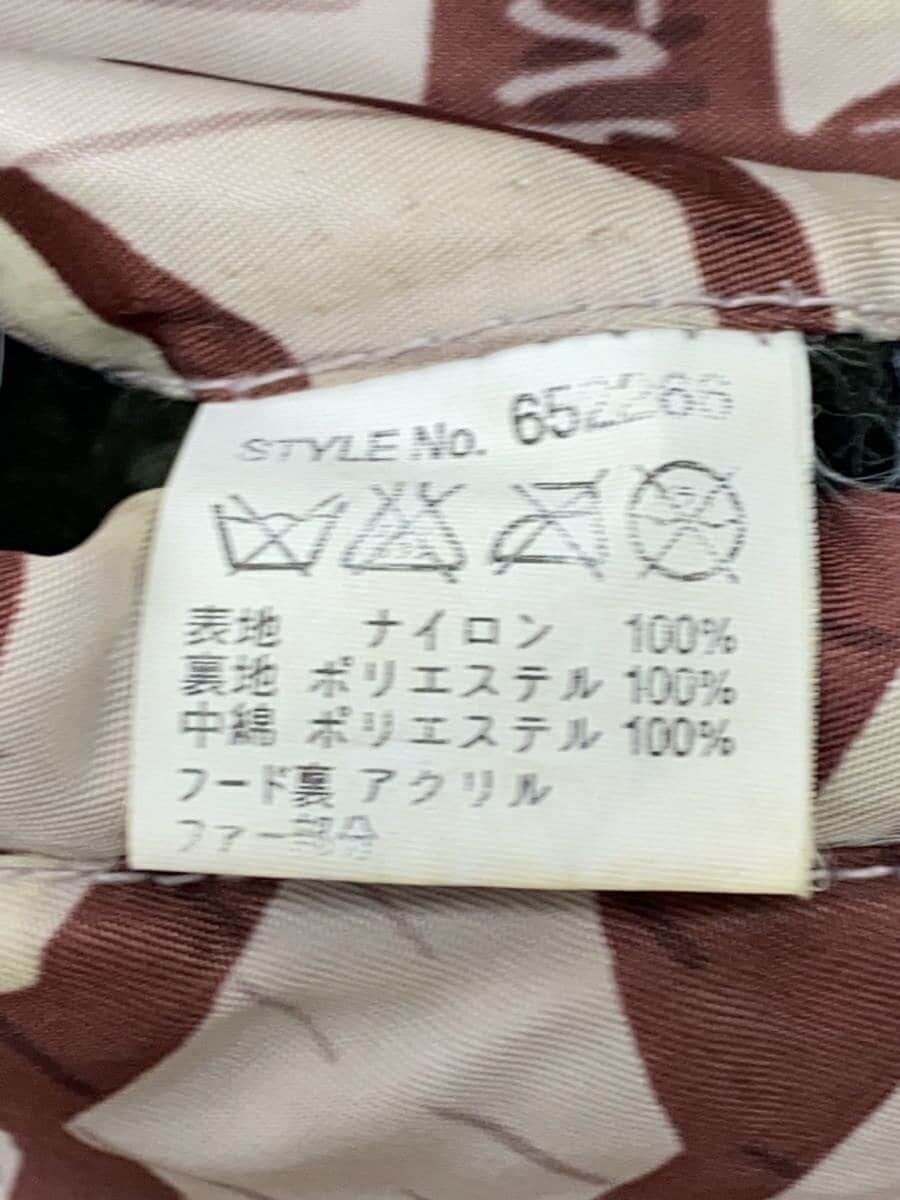 STYLE No. 652266
表地 ナイロン 100%
裏地 ポリエステル 100%
中綿 ポリエステル 100%
フード裏 アクリル
ファー部分